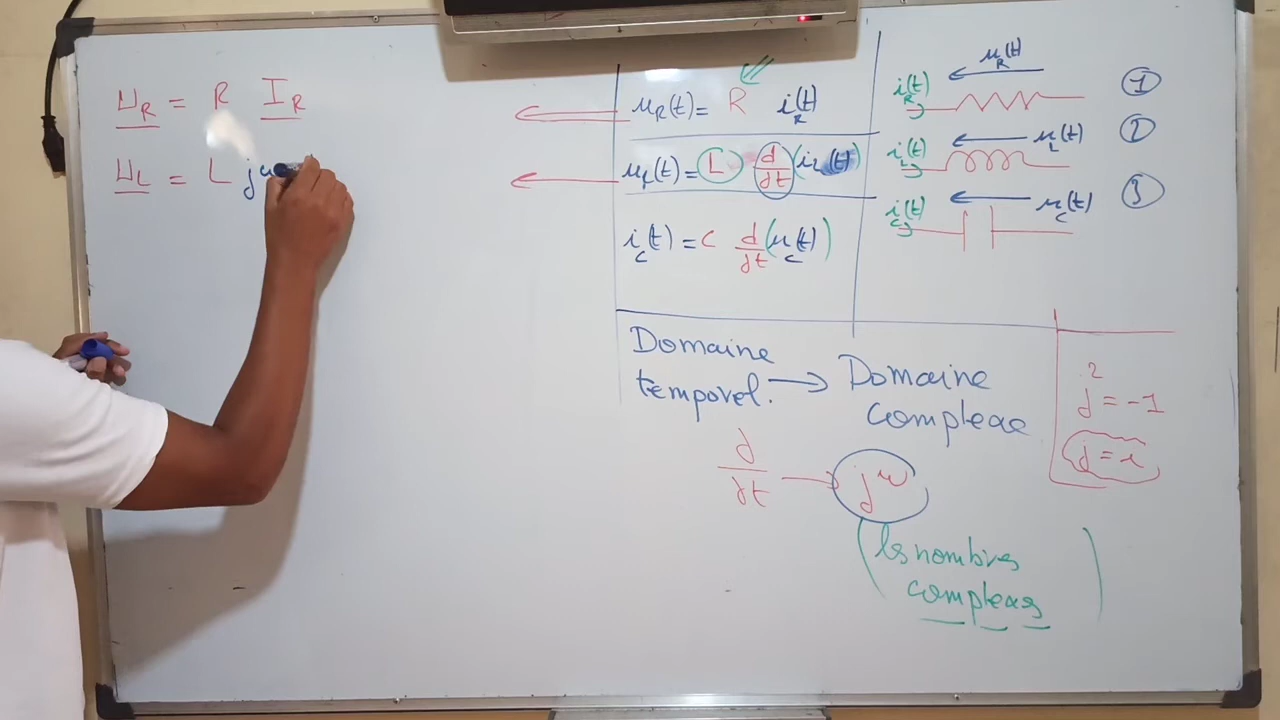 U_R = R I_R
U_L = L jω
u_R(t) = R i_R(t)
u_L(t) = L d/dt (i_L(t))
i_C(t) = C d/dt (u_C(t))
i_R(t) u_R(t) 1
i_L(t) u_L(t) 2
i_C(t) u_C(t) 3
Domaine
temporel. → Domaine
complexe
d/dt → jω
(les nombres
complexes)
j² = -1
j = i